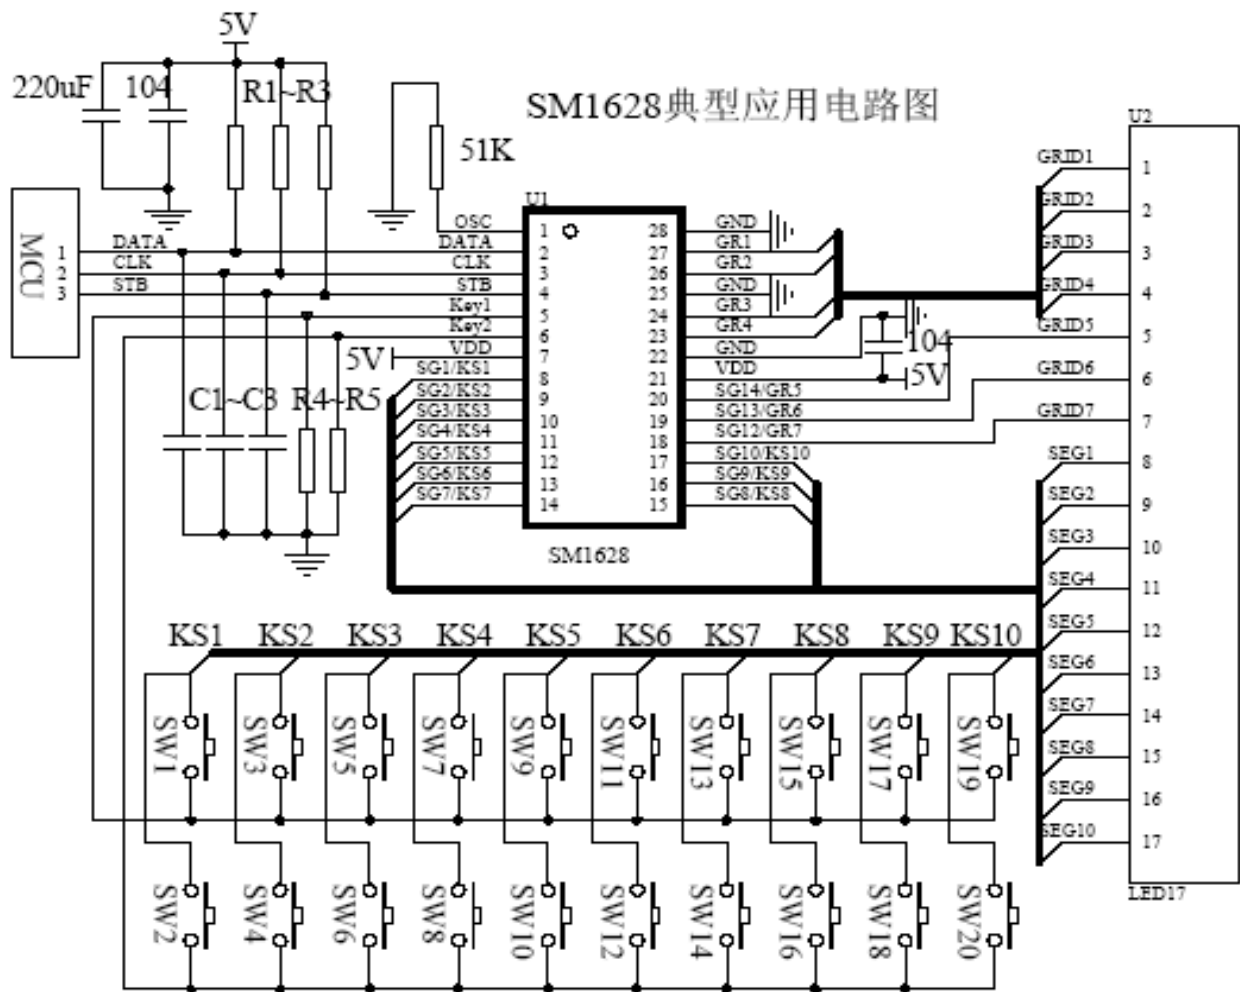 5V
220uF 104 R1~R3
SM1628典型应用电路图
51K
MCU
1 DATA
2 CLK
3 STB
C1~C3 R4~R5
5V
U1
OSC 1 28 GND
DATA 2 27 GR1
CLK 3 26 GR2
STB 4 25 GND
Key1 5 24 GR3
Key2 6 23 GR4
VDD 7 22 GND
SG1/KS1 8 21 VDD
SG2/KS2 9 20 SG14/GR5
SG3/KS3 10 19 SG13/GR6
SG4/KS4 11 18 SG12/GR7
SG5/KS5 12 17 SG10/KS10
SG6/KS6 13 16 SG9/KS9
SG7/KS7 14 15 SG8/KS8
SM1628
104
5V
U2
GRID1 1
GRID2 2
GRID3 3
GRID4 4
GRID5 5
GRID6 6
GRID7 7
SEG1 8
SEG2 9
SEG3 10
SEG4 11
SEG5 12
SEG6 13
SEG7 14
SEG8 15
SEG9 16
SEG10 17
LED17
KS1 KS2 KS3 KS4 KS5 KS6 KS7 KS8 KS9 KS10
SW1 SW3 SW5 SW7 SW9 SW11 SW13 SW15 SW17 SW19
SW2 SW4 SW6 SW8 SW10 SW12 SW14 SW16 SW18 SW20